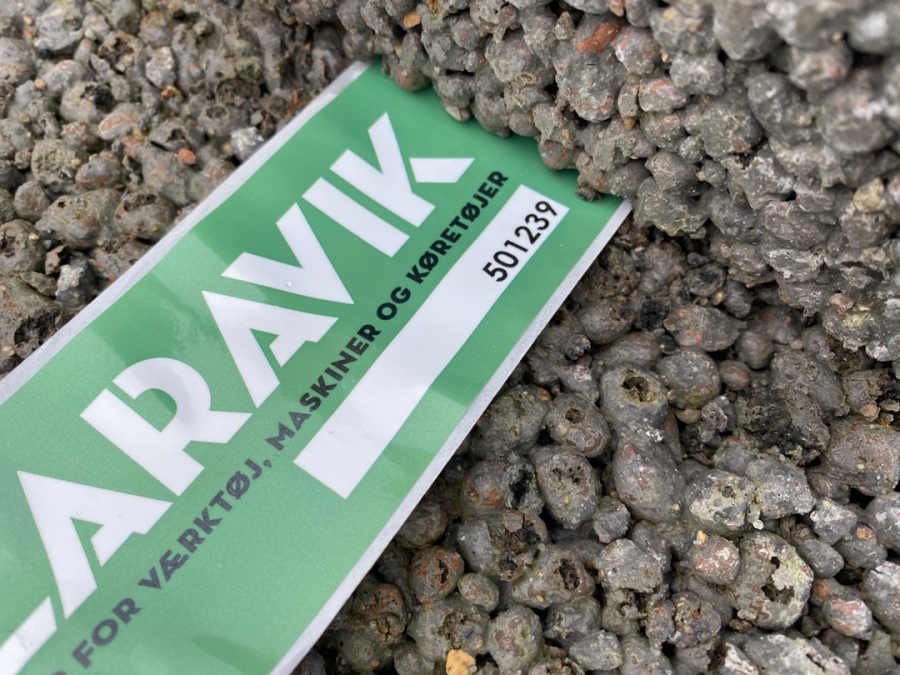 ARAVIK
FOR VÆRKTØJ, MASKINER OG KØRETØJER
501239